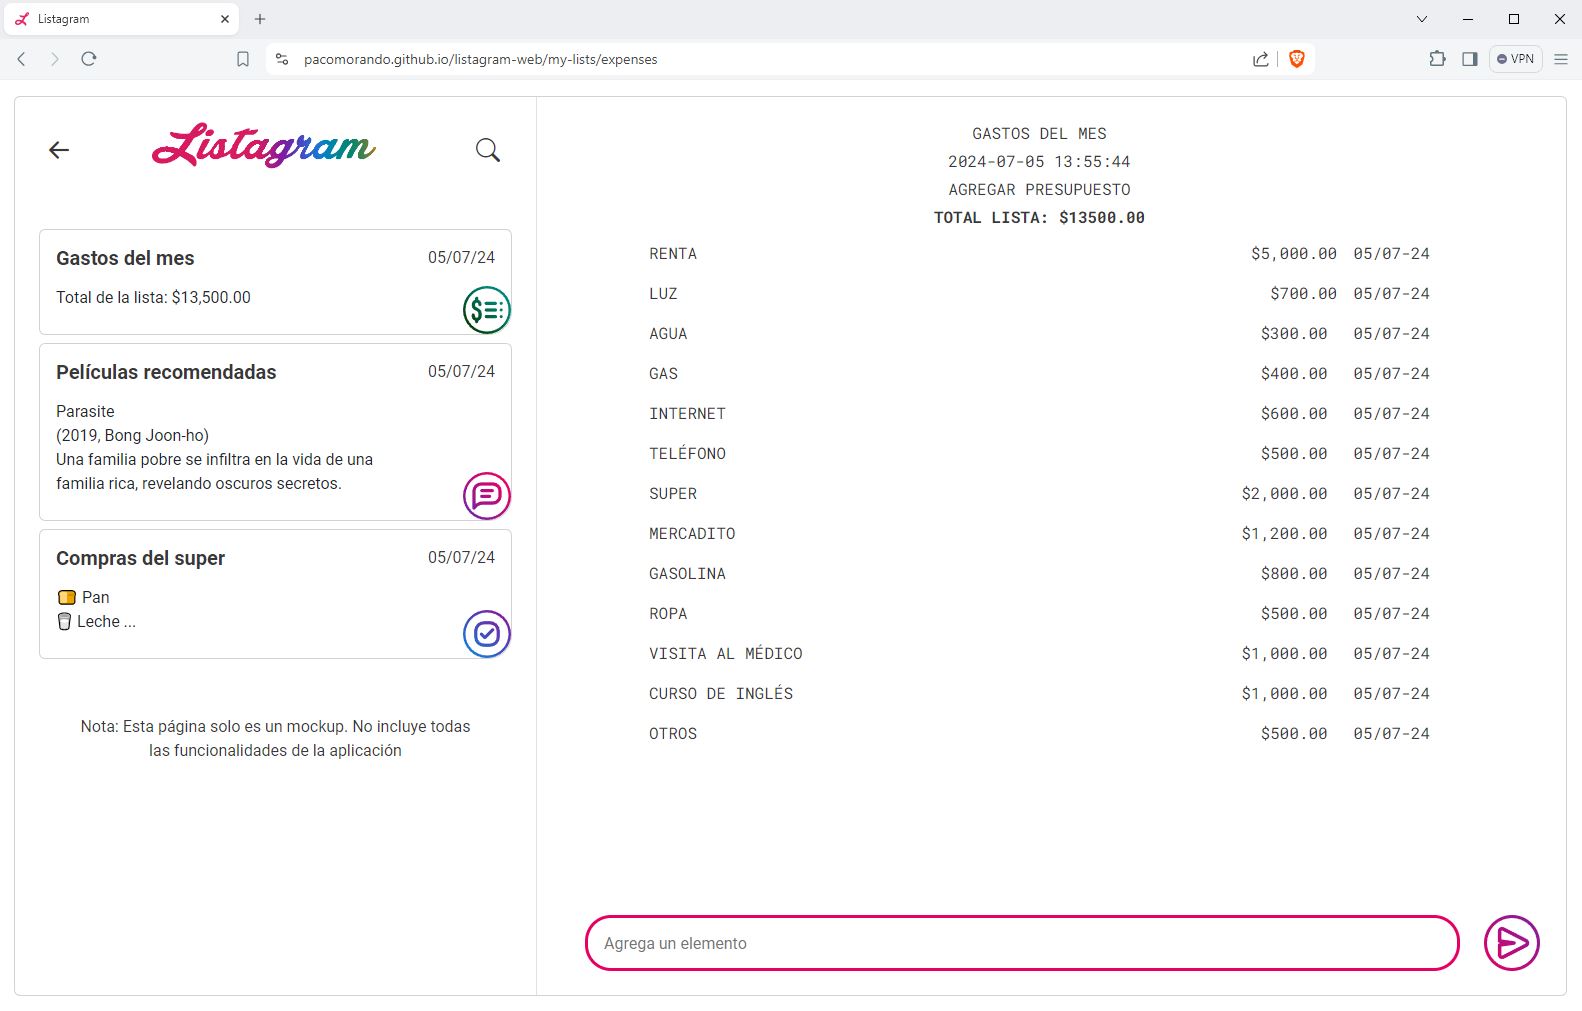 Listagram
pacomorando.github.io/listagram-web/my-lists/expenses
VPN
Listagram
Gastos del mes 05/07/24
Total de la lista: $13,500.00
Películas recomendadas 05/07/24
Parasite
(2019, Bong Joon-ho)
Una familia pobre se infiltra en la vida de una
familia rica, revelando oscuros secretos.
Compras del super 05/07/24
Pan
Leche ...
Nota: Esta página solo es un mockup. No incluye todas
las funcionalidades de la aplicación
GASTOS DEL MES
2024-07-05 13:55:44
AGREGAR PRESUPUESTO
TOTAL LISTA: $13500.00
RENTA $5,000.00 05/07-24
LUZ $700.00 05/07-24
AGUA $300.00 05/07-24
GAS $400.00 05/07-24
INTERNET $600.00 05/07-24
TELÉFONO $500.00 05/07-24
SUPER $2,000.00 05/07-24
MERCADITO $1,200.00 05/07-24
GASOLINA $800.00 05/07-24
ROPA $500.00 05/07-24
VISITA AL MÉDICO $1,000.00 05/07-24
CURSO DE INGLÉS $1,000.00 05/07-24
OTROS $500.00 05/07-24
Agrega un elemento